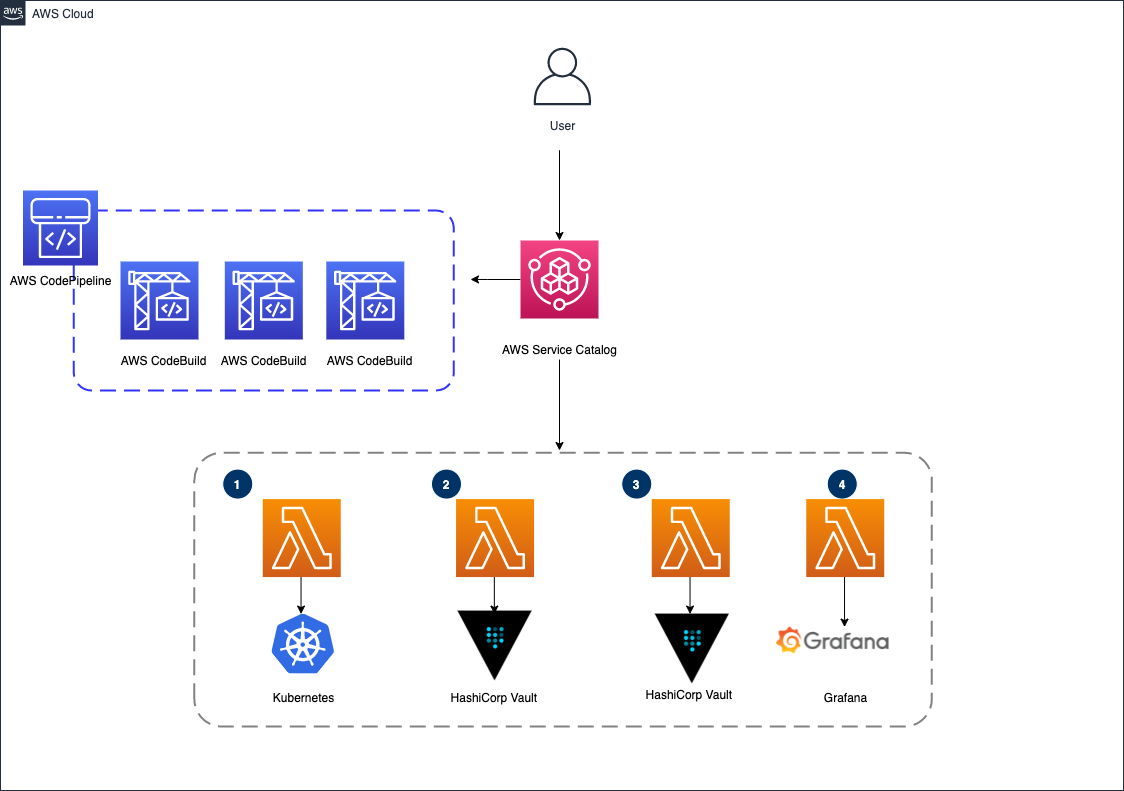 aws
AWS Cloud
User
AWS CodePipeline
AWS CodeBuild
AWS CodeBuild
AWS CodeBuild
AWS Service Catalog
1
2
3
4
Grafana
Kubernetes
HashiCorp Vault
HashiCorp Vault
Grafana